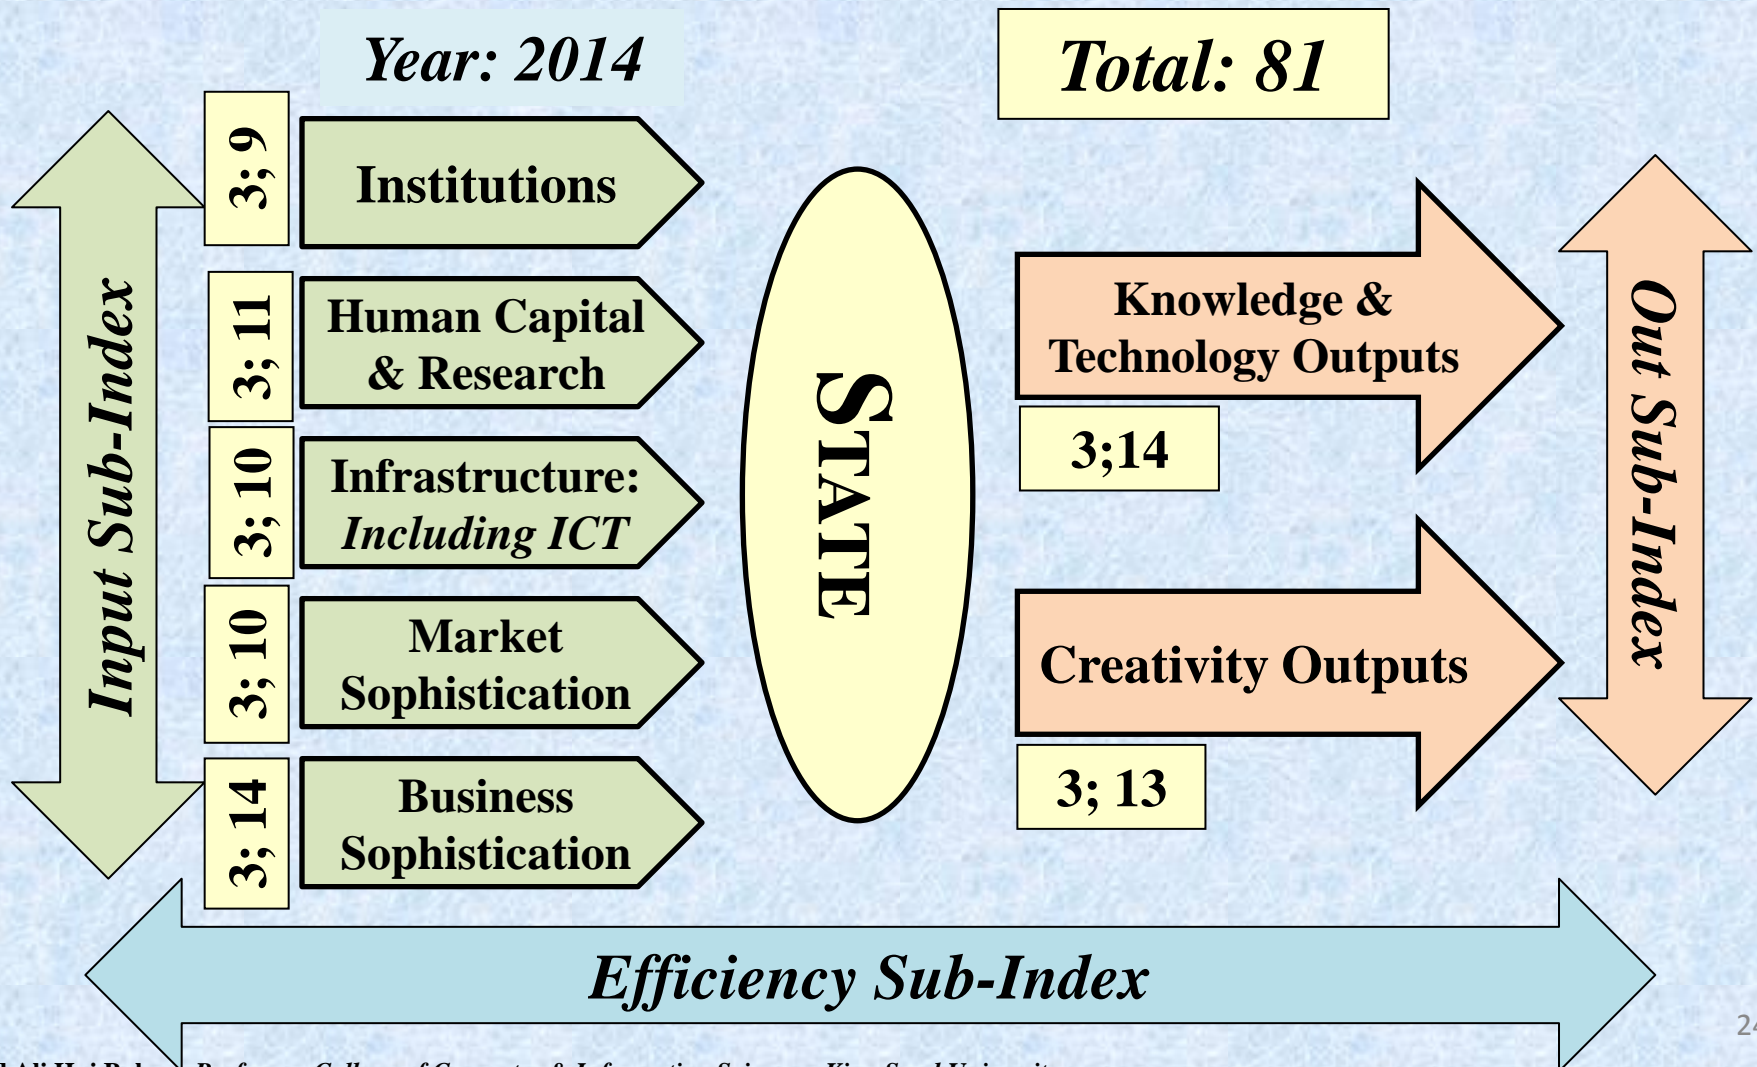 Year: 2014
Total: 81
Input Sub-Index
3; 9
Institutions
3; 11
Human Capital
& Research
3; 10
Infrastructure:
Including ICT
3; 10
Market
Sophistication
3; 14
Business
Sophistication
STATE
Knowledge &
Technology Outputs
3;14
Creativity Outputs
3; 13
Out Sub-Index
Efficiency Sub-Index
24